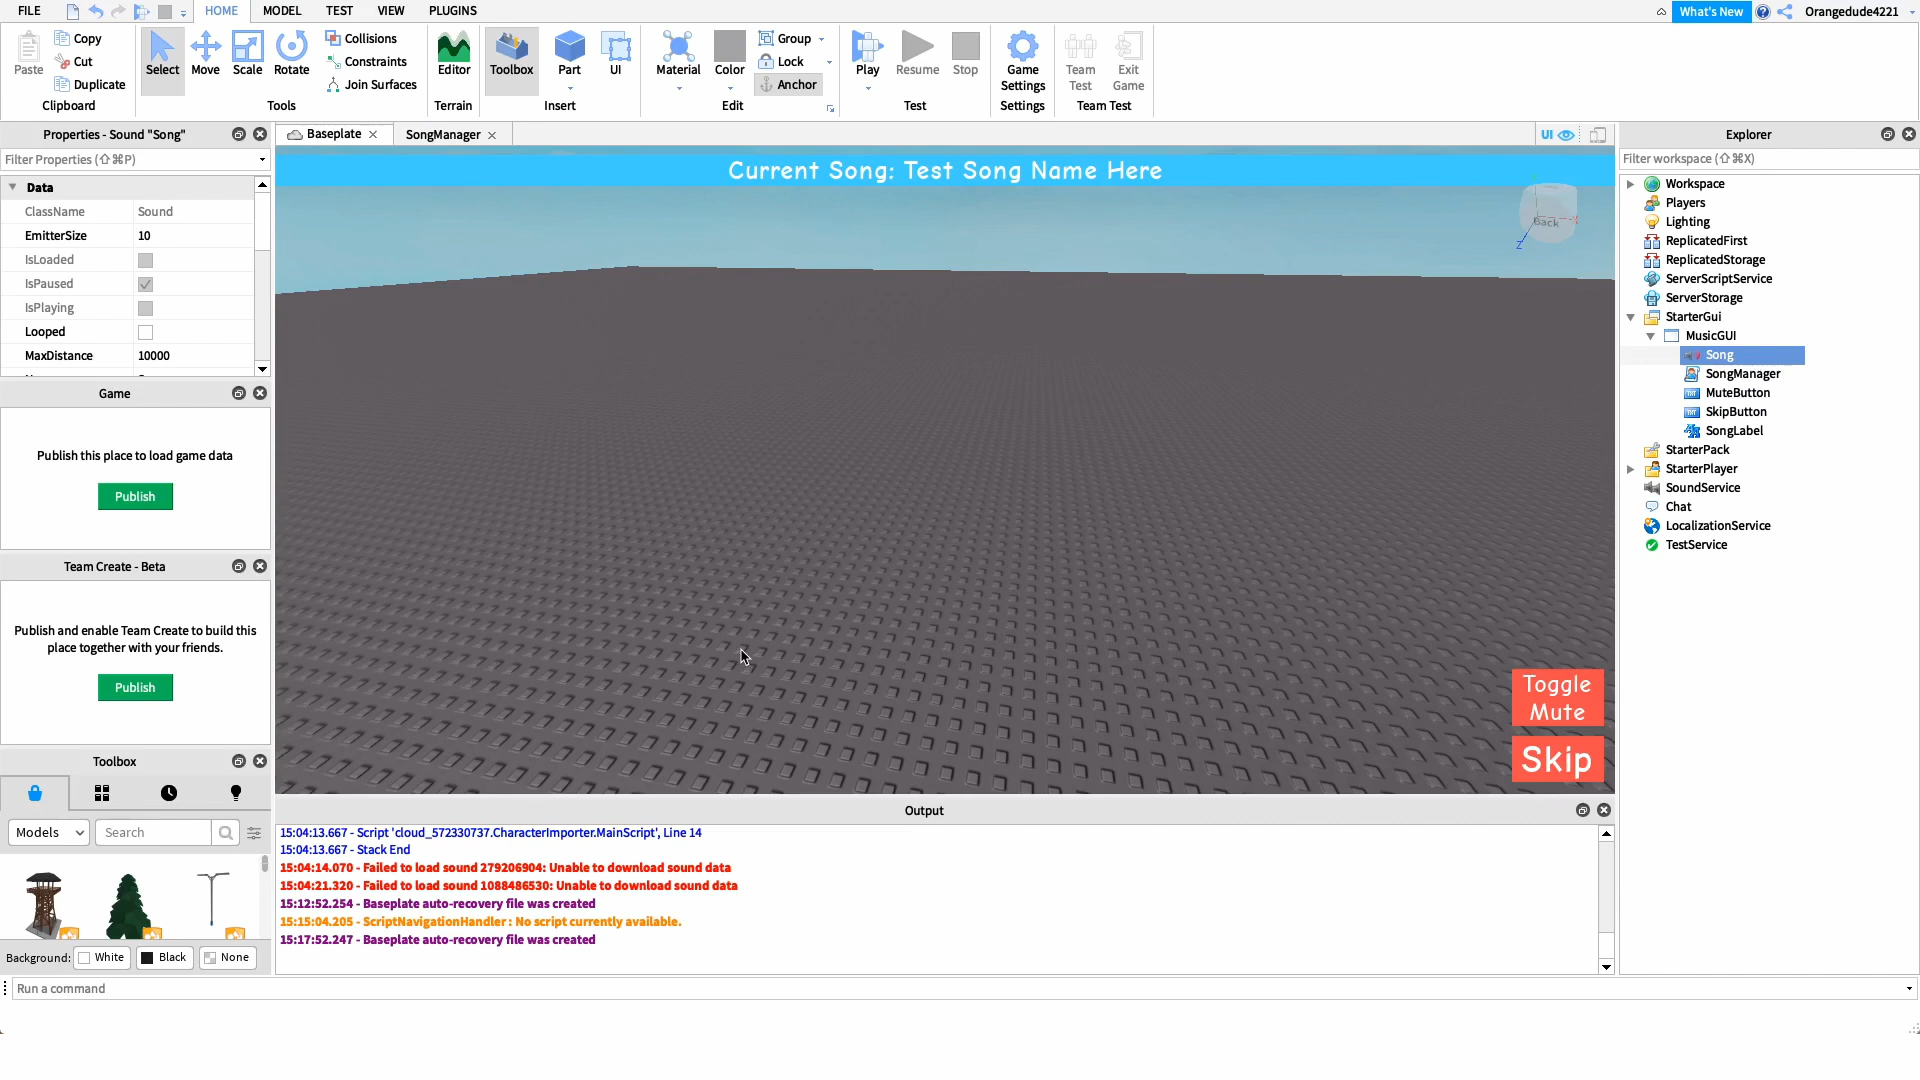 FILE HOME MODEL TEST VIEW PLUGINS What's New Orangedude4221
Paste Copy Cut Duplicate
Clipboard
Select Move Scale Rotate Collisions Constraints Join Surfaces
Tools
Editor
Terrain
Toolbox Part UI
Insert
Material Color Group Lock Anchor
Edit
Play Resume Stop
Test
Game Settings
Settings
Team Test Exit Game
Team Test
Properties - Sound "Song"
Filter Properties (⇧⌘P)
Data
ClassName Sound
EmitterSize 10
IsLoaded
IsPaused
IsPlaying
Looped
MaxDistance 10000
Game
Publish this place to load game data
Publish
Team Create - Beta
Publish and enable Team Create to build this
place together with your friends.
Publish
Toolbox
Models Search
Background: White Black None
Baseplate SongManager UI
Current Song: Test Song Name Here
Back
Z
Toggle
Mute
Skip
Output
15:04:13.667 - Script 'cloud_572330737.CharacterImporter.MainScript', Line 14
15:04:13.667 - Stack End
15:04:14.070 - Failed to load sound 279206904: Unable to download sound data
15:04:21.320 - Failed to load sound 1088486530: Unable to download sound data
15:12:52.254 - Baseplate auto-recovery file was created
15:15:04.205 - ScriptNavigationHandler : No script currently available.
15:17:52.247 - Baseplate auto-recovery file was created
Run a command
Explorer
Filter workspace (⇧⌘X)
Workspace
Players
Lighting
ReplicatedFirst
ReplicatedStorage
ServerScriptService
ServerStorage
StarterGui
MusicGUI
Song
SongManager
MuteButton
SkipButton
SongLabel
StarterPack
StarterPlayer
SoundService
Chat
LocalizationService
TestService